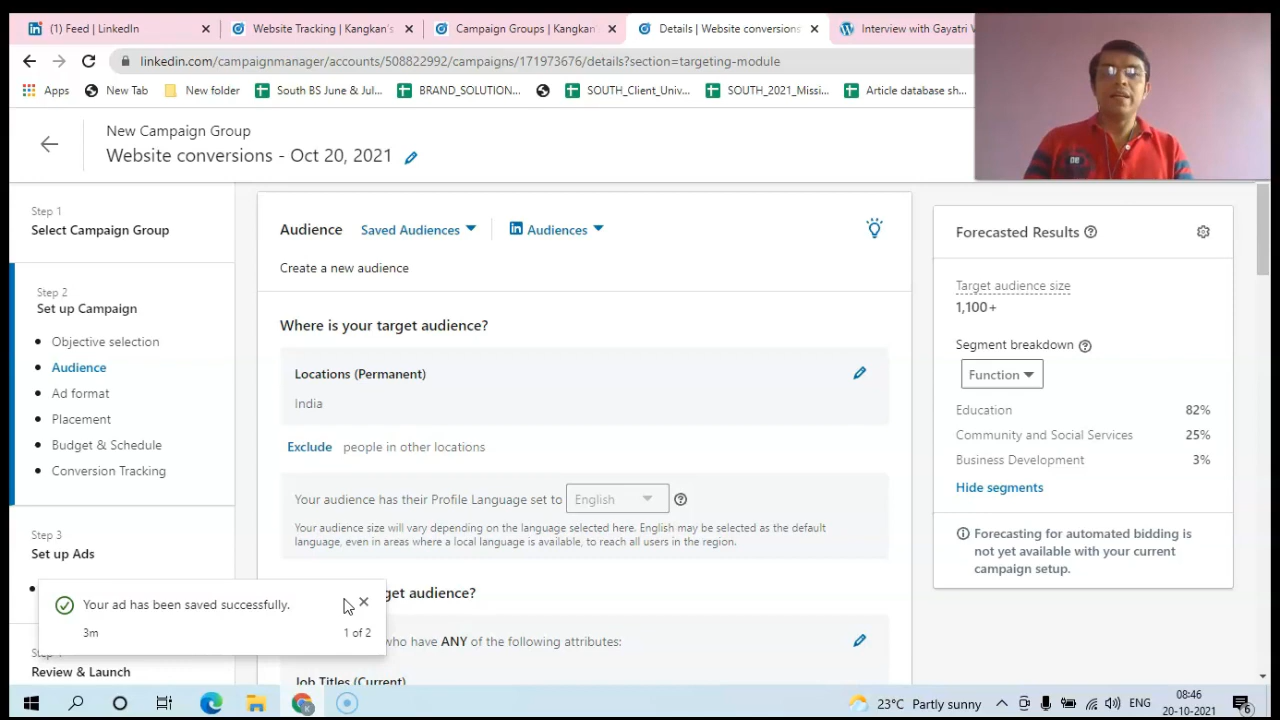 (1) Feed | LinkedIn
Website Tracking | Kangkan's
Campaign Groups | Kangkan
Details | Website conversions
Interview with Gayatri V
linkedin.com/campaignmanager/accounts/508822992/campaigns/171973676/details?section=targeting-module
Apps
New Tab
New folder
South BS June & Jul...
BRAND_SOLUTION...
SOUTH_Client_Univ...
SOUTH_2021_Missi...
Article database sh...
New Campaign Group
Website conversions - Oct 20, 2021
Step 1
Select Campaign Group
Step 2
Set up Campaign
Objective selection
Audience
Ad format
Placement
Budget & Schedule
Conversion Tracking
Step 3
Set up Ads
Review & Launch
Your ad has been saved successfully.
3m 1 of 2
Audience Saved Audiences in Audiences
Create a new audience
Where is your target audience?
Locations (Permanent)
India
Exclude people in other locations
Your audience has their Profile Language set to English
Your audience size will vary depending on the language selected here. English may be selected as the default
language, even in areas where a local language is available, to reach all users in the region.
get audience?
who have ANY of the following attributes:
Job Titles (Current)
Forecasted Results
Target audience size
1,100+
Segment breakdown
Function
Education 82%
Community and Social Services 25%
Business Development 3%
Hide segments
Forecasting for automated bidding is
not yet available with your current
campaign setup.
23°C Partly sunny
ENG
08:46
20-10-2021
6